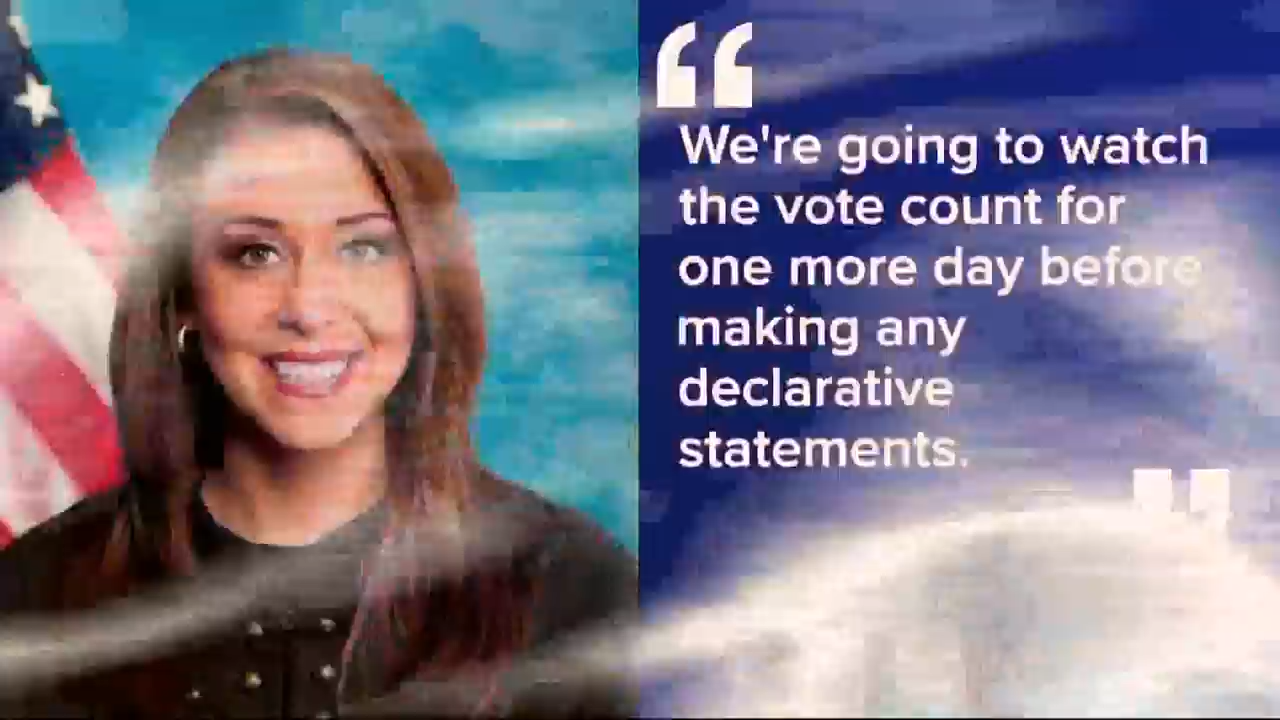 “
We're going to watch
the vote count for
one more day before
making any
declarative
statements.
"